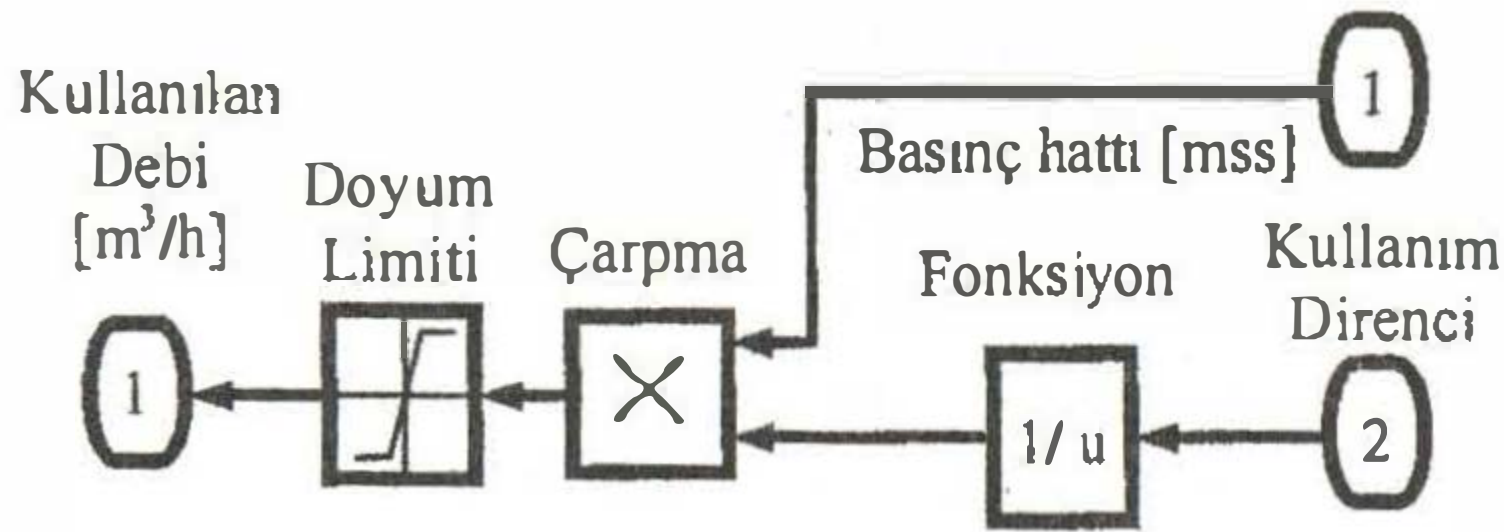 Kullanılan
Debi
[m³/h]
Doyum
Limiti
Çarpma
Basınç hattı [mss]
Fonksiyon
Kullanım
Direnci
1
1
1/ u
2